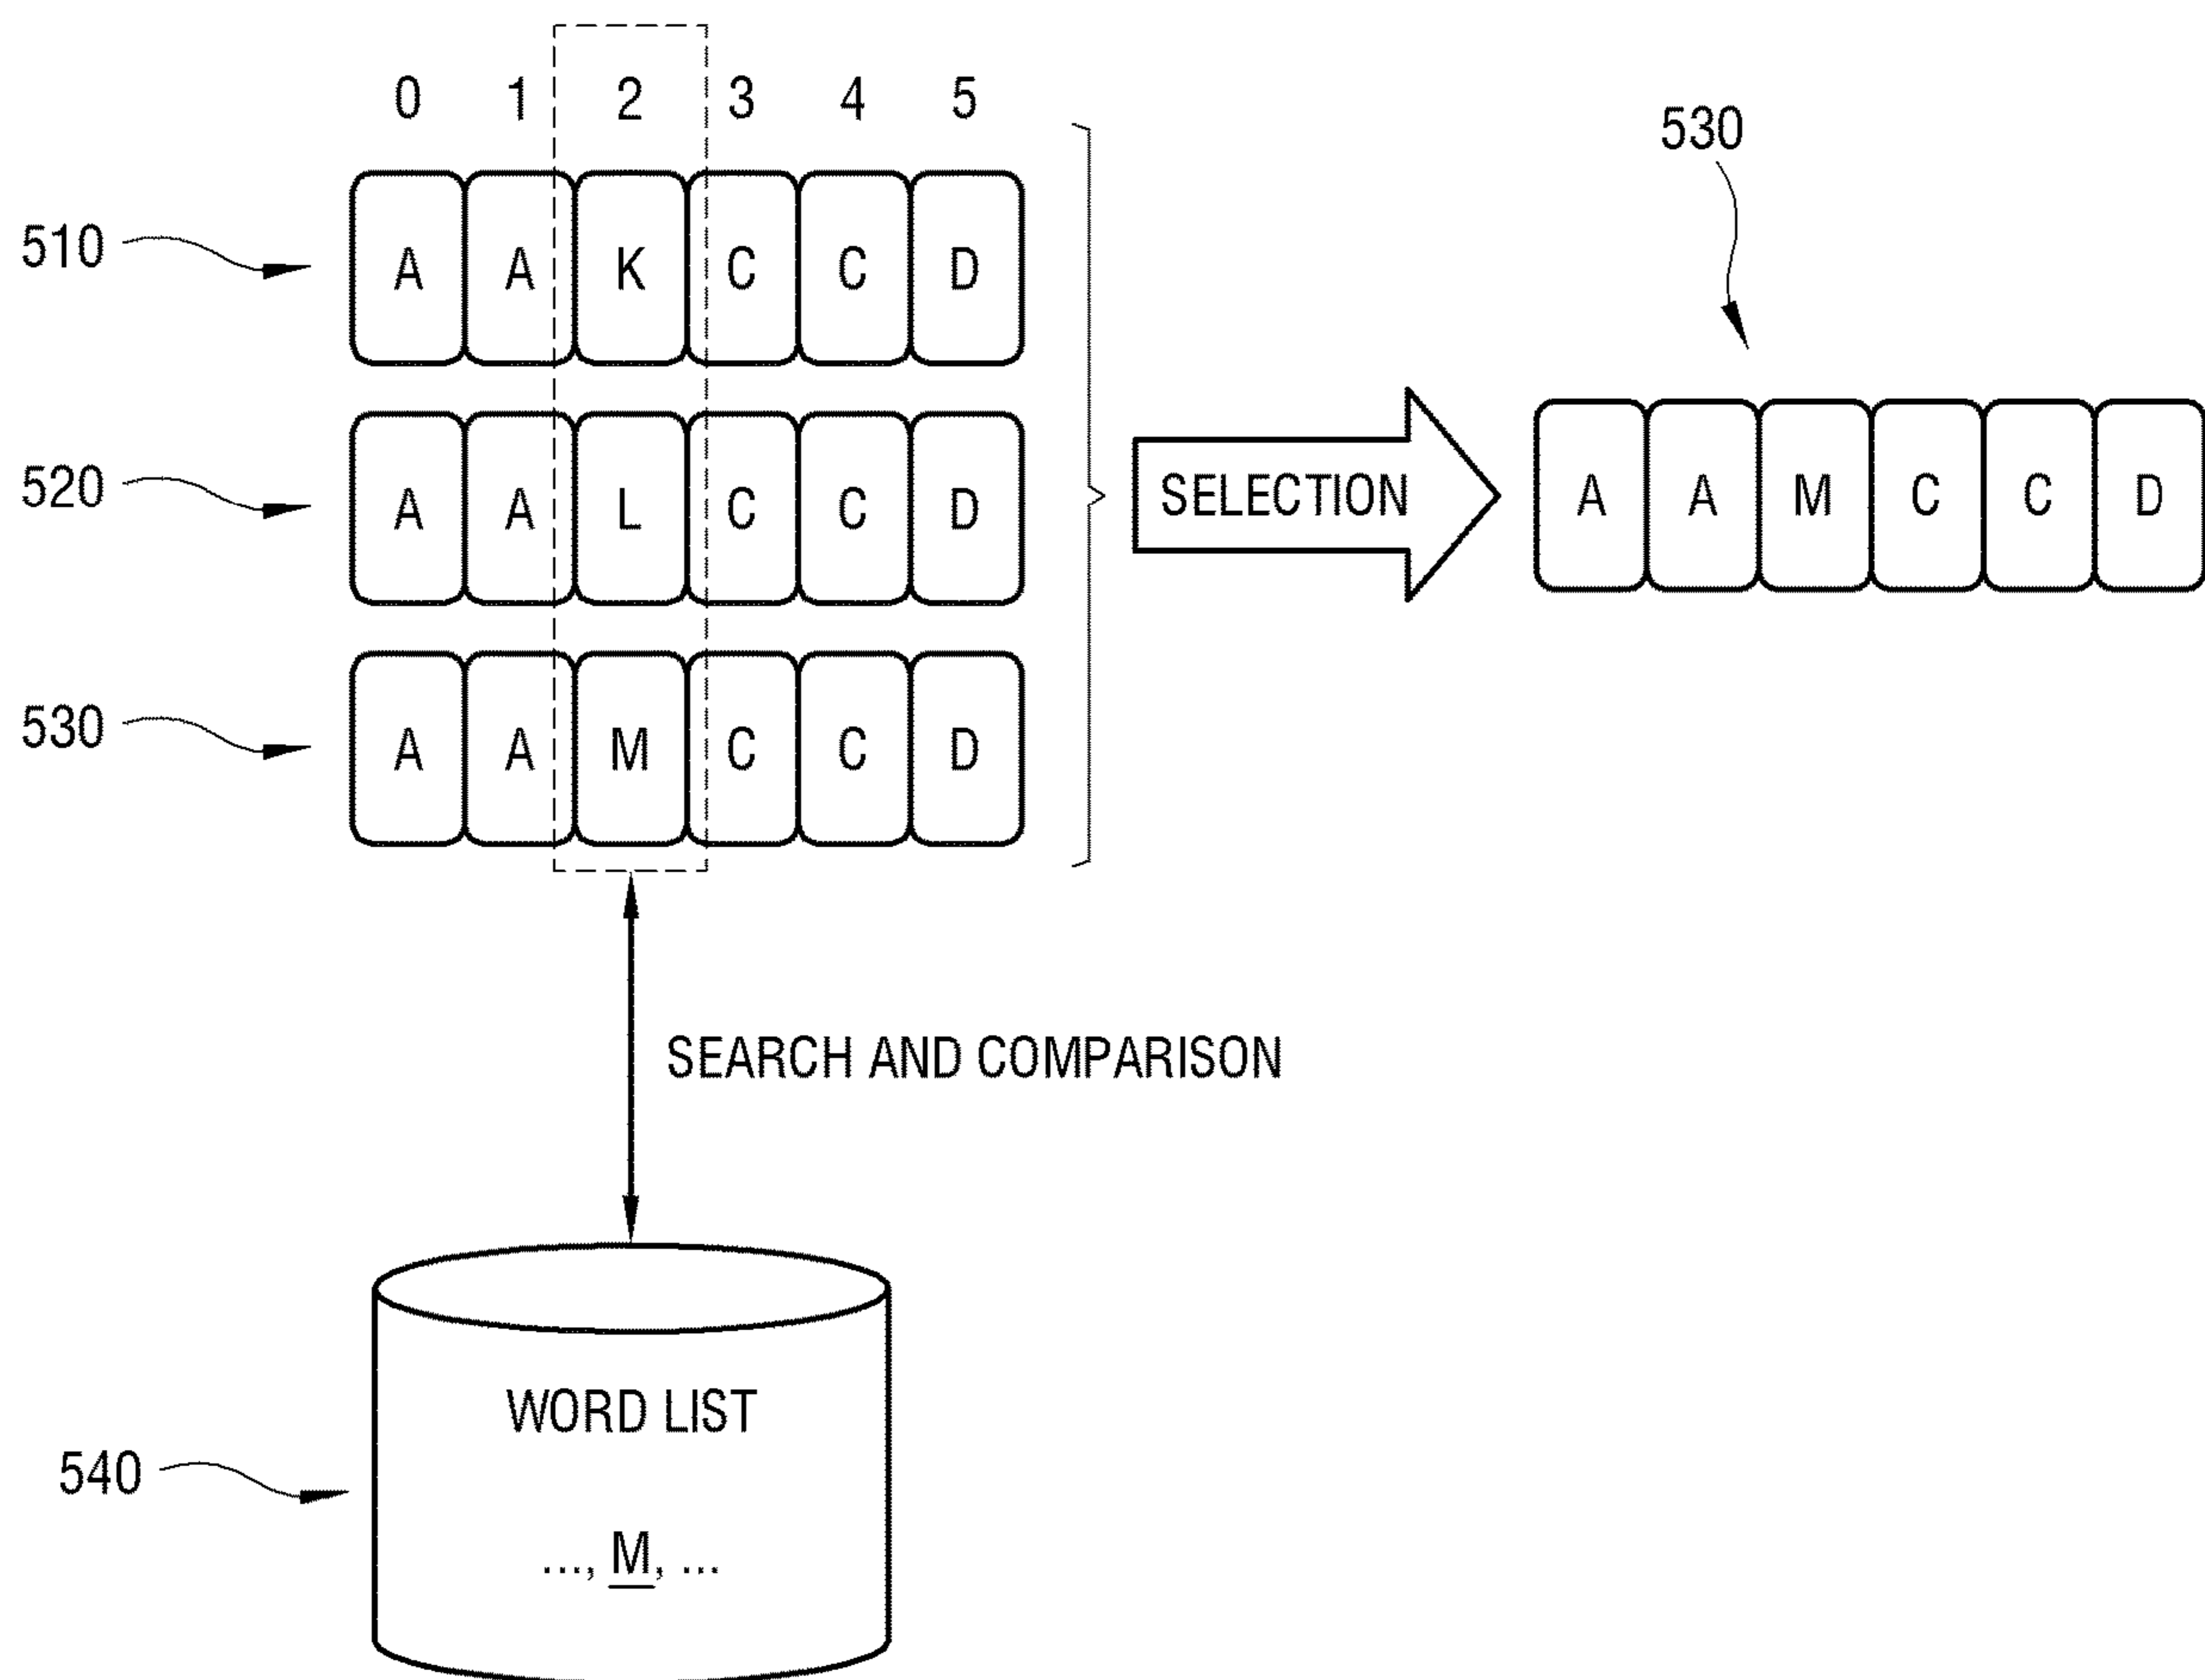 0 1 2 3 4 5
530
510 A A K C C D
520 A A L C C D
SELECTION
A A M C C D
530 A A M C C D
SEARCH AND COMPARISON
WORD LIST
540
..., M, ...